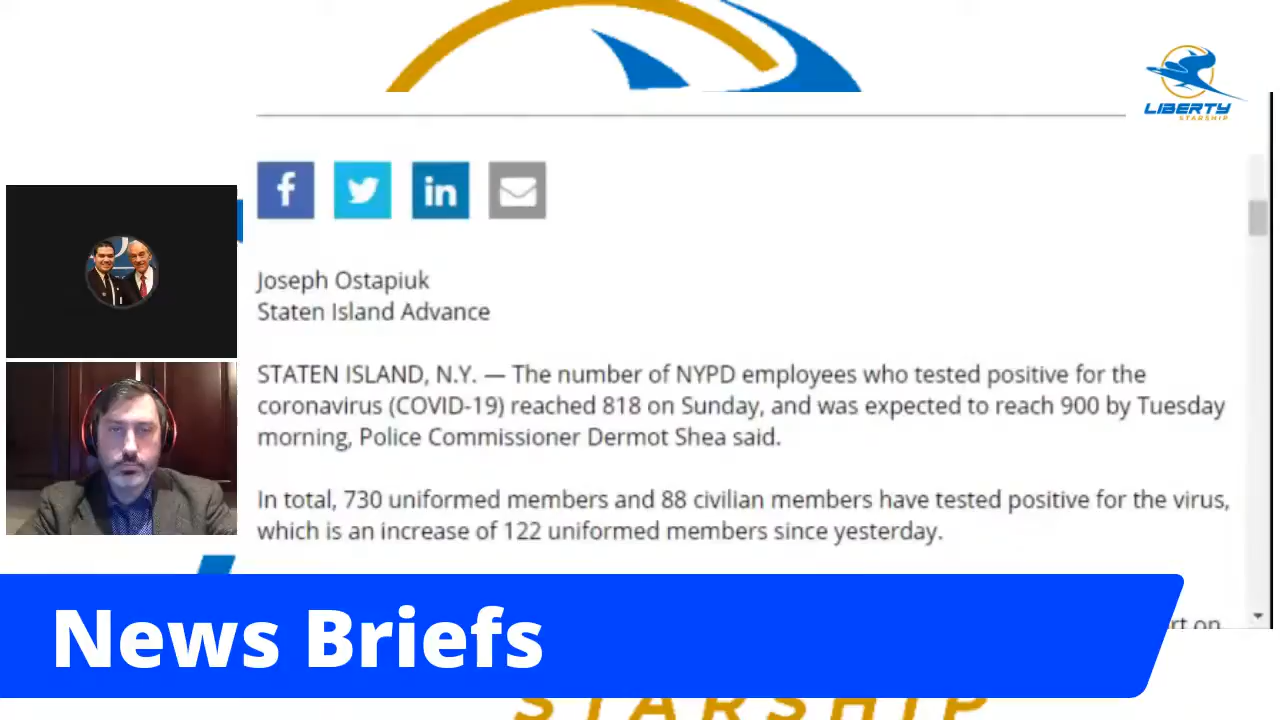 LIBERTY
STARSHIP
Joseph Ostapiuk
Staten Island Advance
STATEN ISLAND, N.Y. — The number of NYPD employees who tested positive for the
coronavirus (COVID-19) reached 818 on Sunday, and was expected to reach 900 by Tuesday
morning, Police Commissioner Dermot Shea said.
In total, 730 uniformed members and 88 civilian members have tested positive for the virus,
which is an increase of 122 uniformed members since yesterday.
on
News Briefs
STARSHIP